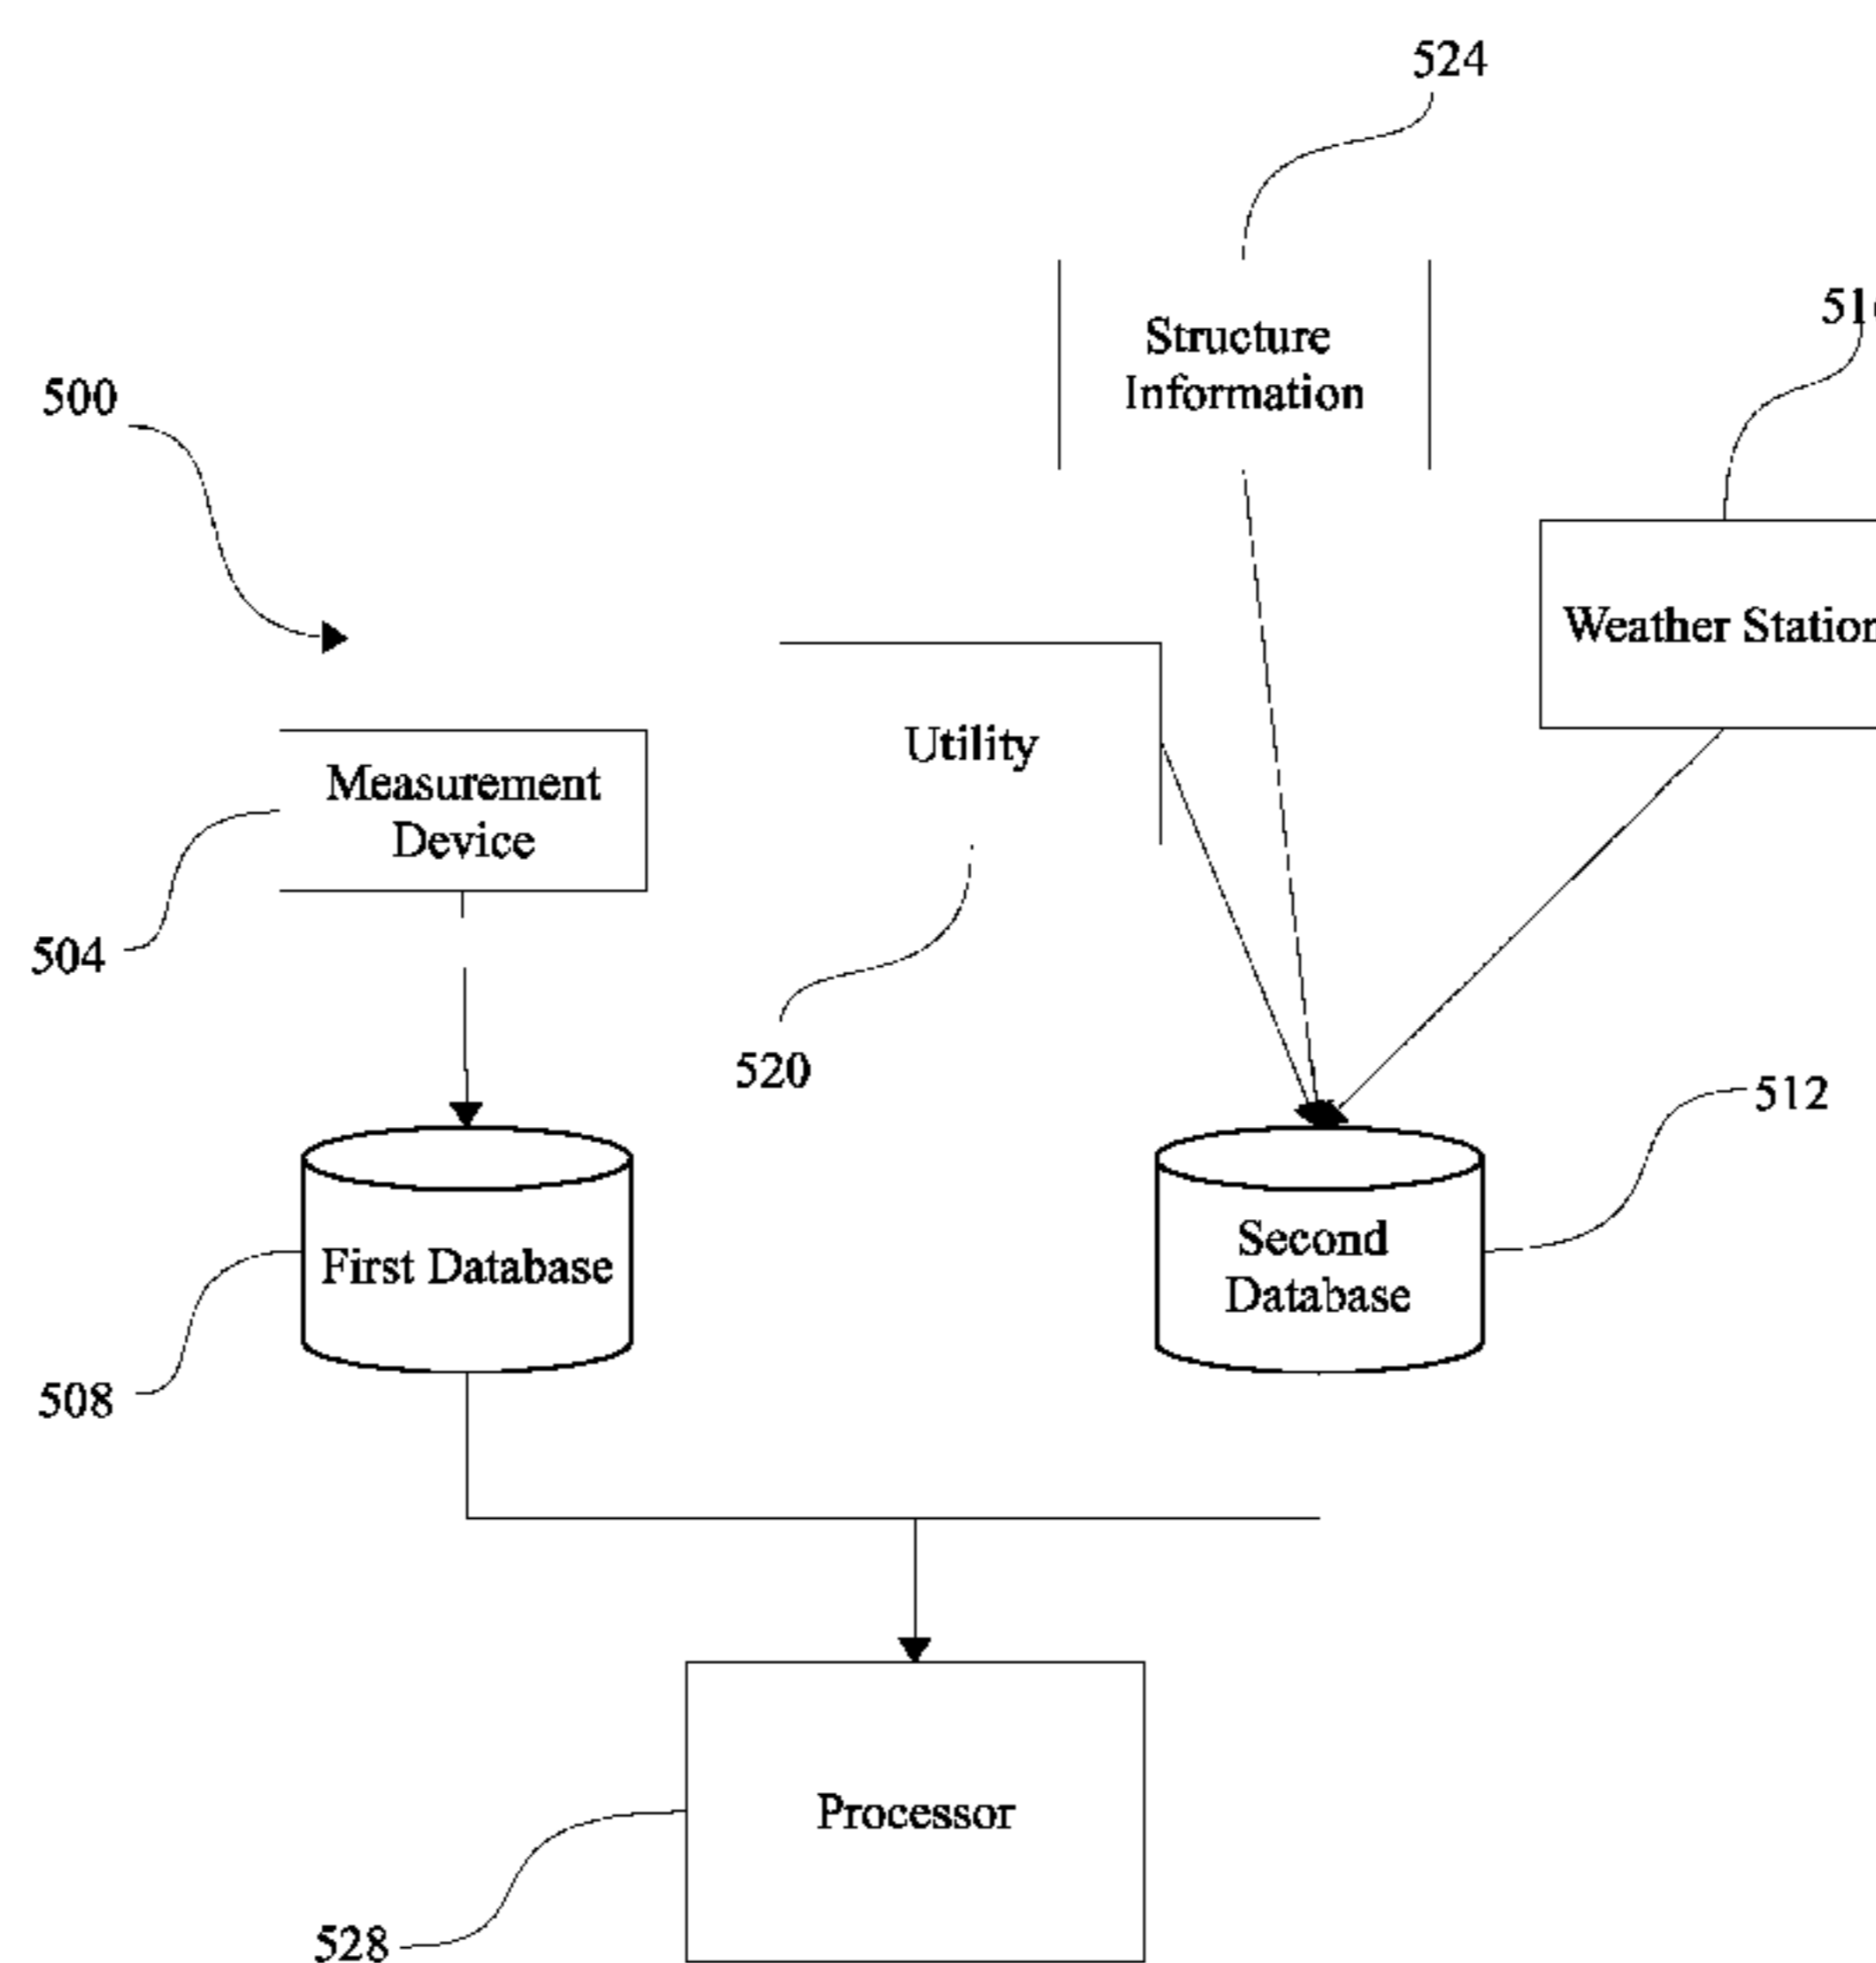 524
Structure
Information
500
Weather Station
Utility
Measurement
Device
504
520
512
First Database
Second
Database
508
Processor
528